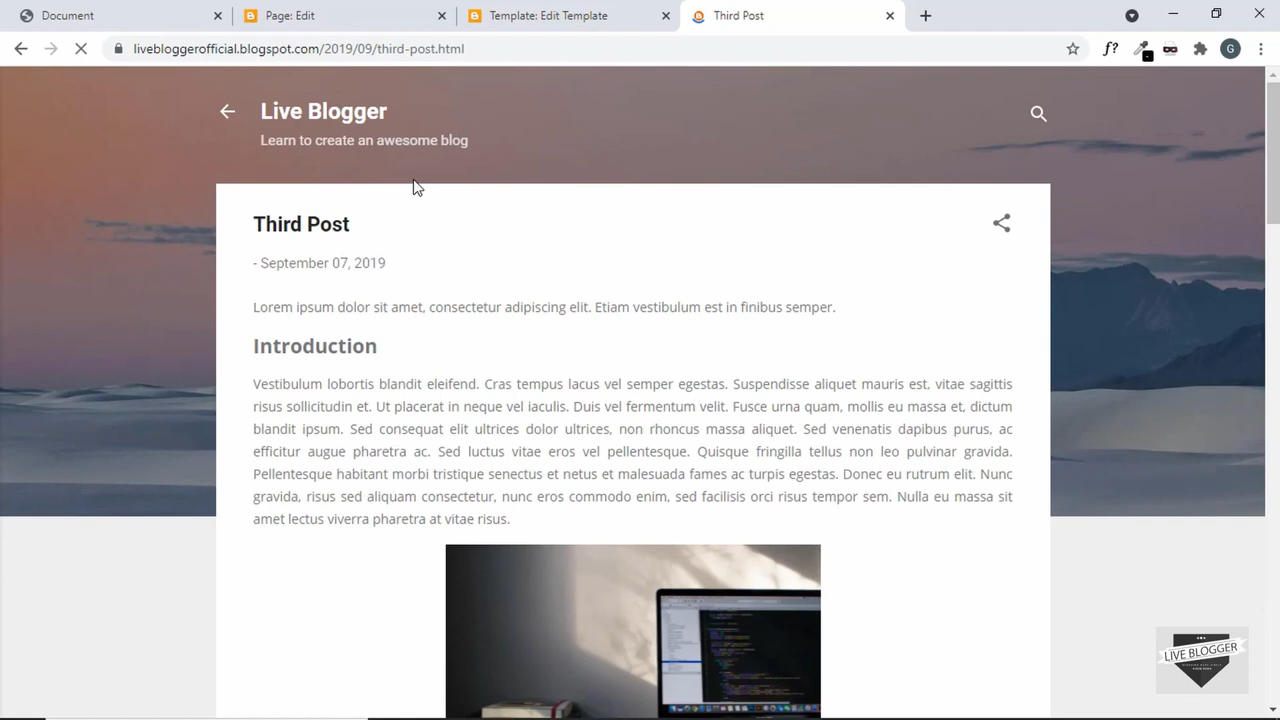 Document
Page: Edit
Template: Edit Template
Third Post
livebloggerofficial.blogspot.com/2019/09/third-post.html
f?
G
Live Blogger
Learn to create an awesome blog
Third Post
- September 07, 2019
Lorem ipsum dolor sit amet, consectetur adipiscing elit. Etiam vestibulum est in finibus semper.
Introduction
Vestibulum lobortis blandit eleifend. Cras tempus lacus vel semper egestas. Suspendisse aliquet mauris est, vitae sagittis
risus sollicitudin et. Ut placerat in neque vel iaculis. Duis vel fermentum velit. Fusce urna quam, mollis eu massa et, dictum
blandit ipsum. Sed consequat elit ultrices dolor ultrices, non rhoncus massa aliquet. Sed venenatis dapibus purus, ac
efficitur augue pharetra ac. Sed luctus vitae eros vel pellentesque. Quisque fringilla tellus non leo pulvinar gravida.
Pellentesque habitant morbi tristique senectus et netus et malesuada fames ac turpis egestas. Donec eu rutrum elit. Nunc
gravida, risus sed aliquam consectetur, nunc eros commodo enim, sed facilisis orci risus tempor sem. Nulla eu massa sit
amet lectus viverra pharetra at vitae risus.
LIVE BLOGGER